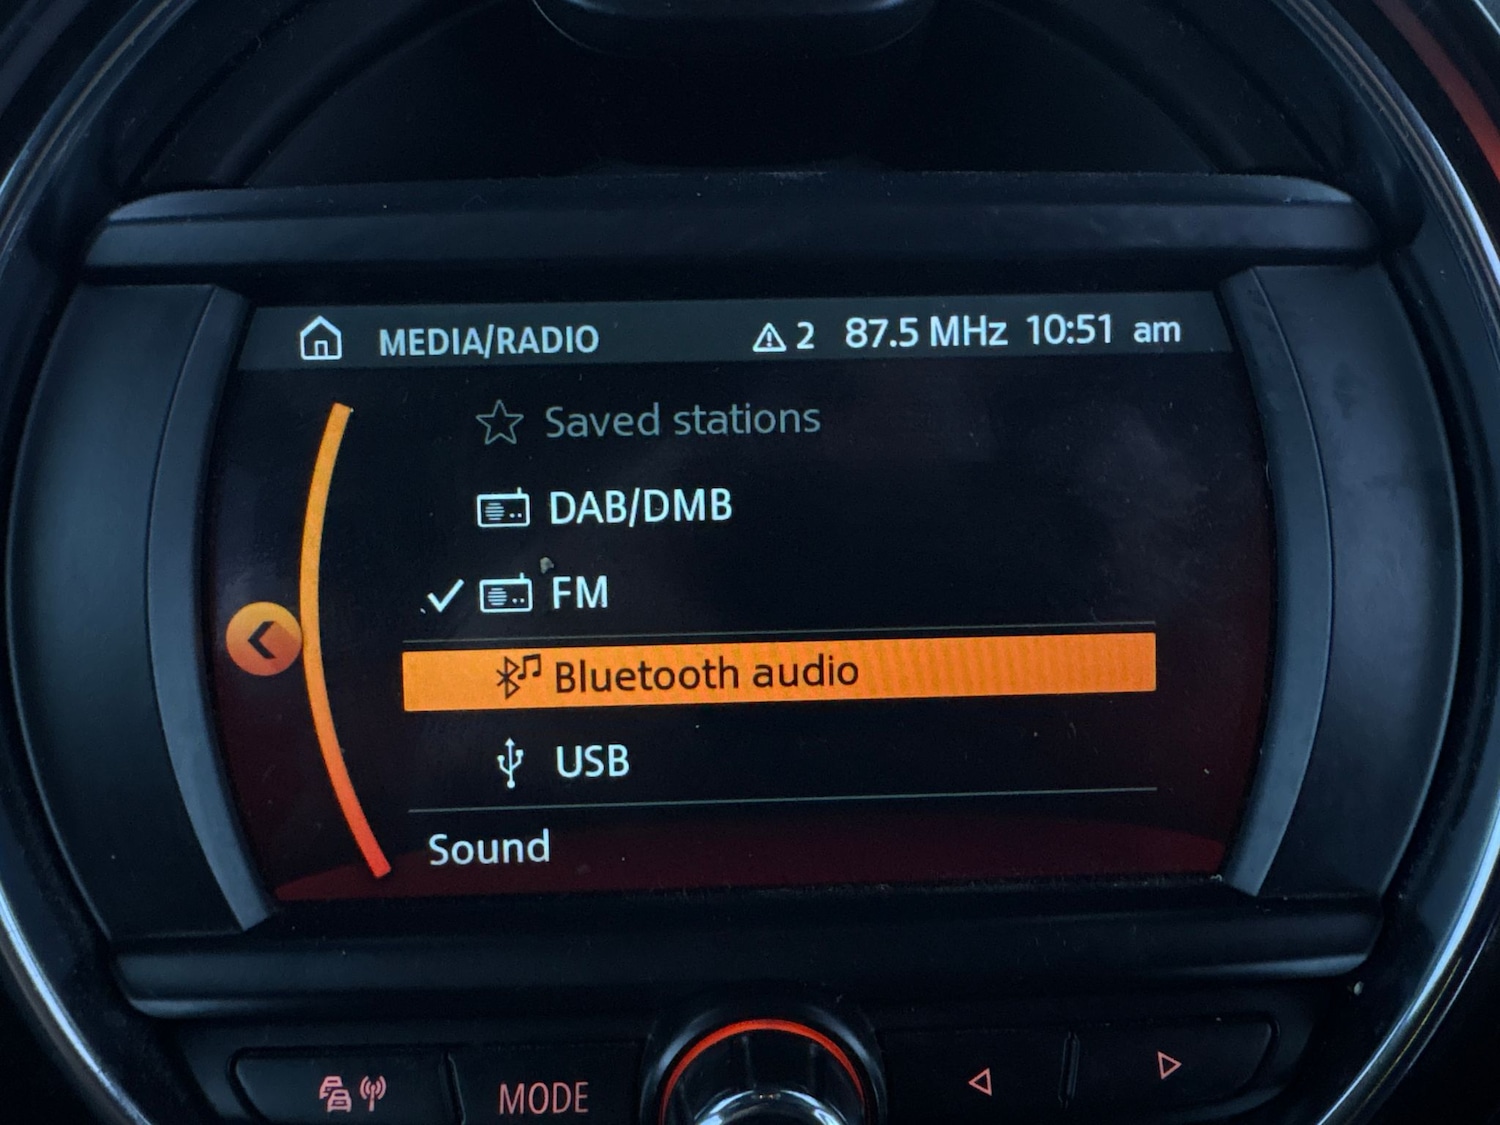 MEDIA/RADIO 2 87.5 MHz 10:51 am
Saved stations
DAB/DMB
FM
Bluetooth audio
USB
Sound
MODE